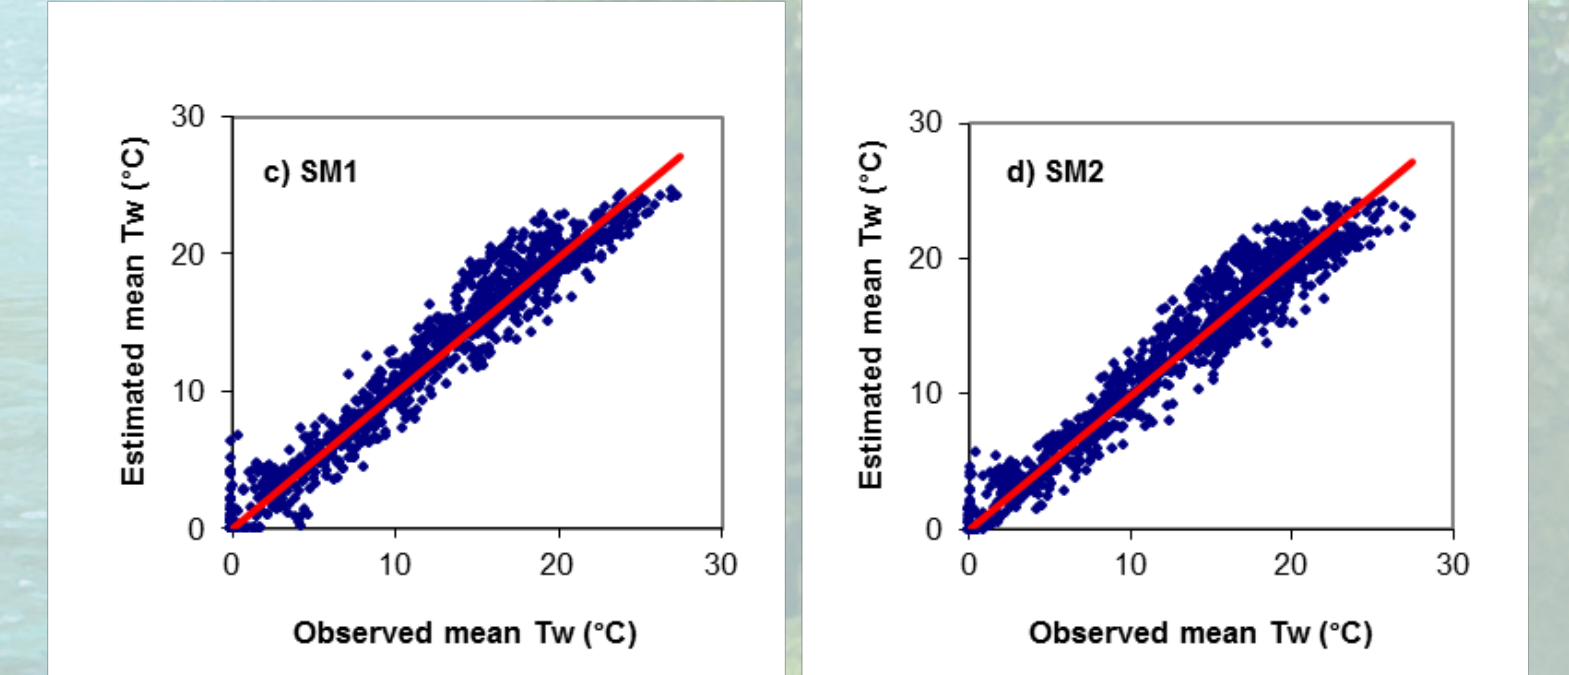 c) SM1
Estimated mean Tw (°C)
30
20
10
0
0 10 20 30
Observed mean Tw (°C)
d) SM2
Estimated mean Tw (°C)
30
20
10
0
0 10 20 30
Observed mean Tw (°C)